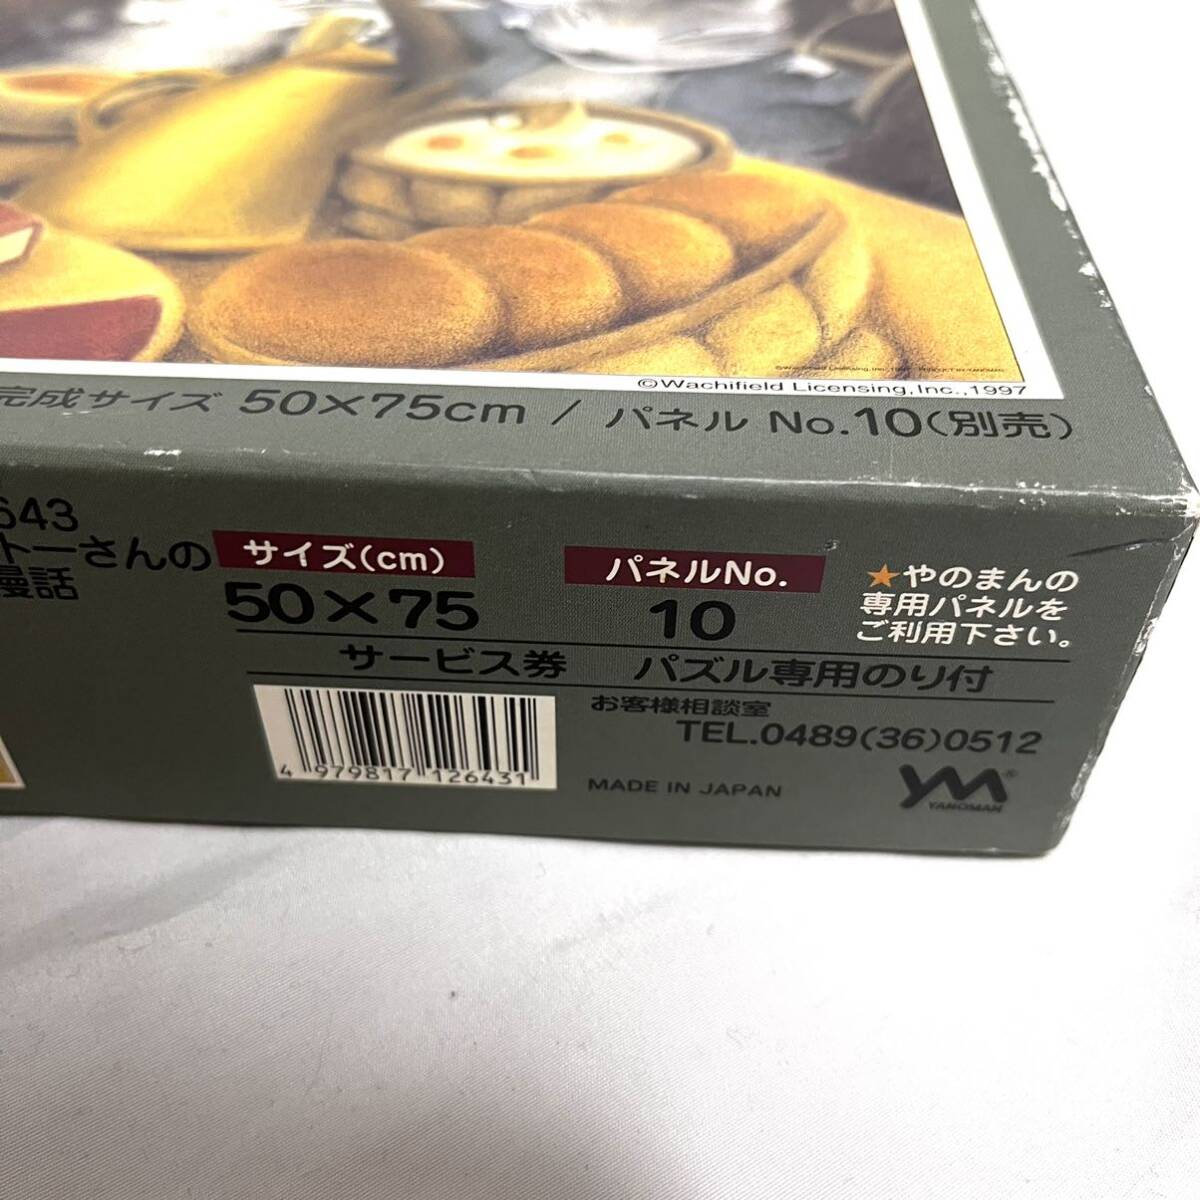 ©Wachifield Licensing,Inc.,1997
完成サイズ 50×75cm / パネル No.10(別売)
643
トーさんの
漫話
サイズ(cm)
50×75
パネルNo.
10
★やのまんの
専用パネルを
ご利用下さい。
サービス券 パズル専用のり付
お客様相談室
TEL.0489(36)0512
4 979817 126431
MADE IN JAPAN
YM®
YANOMAN